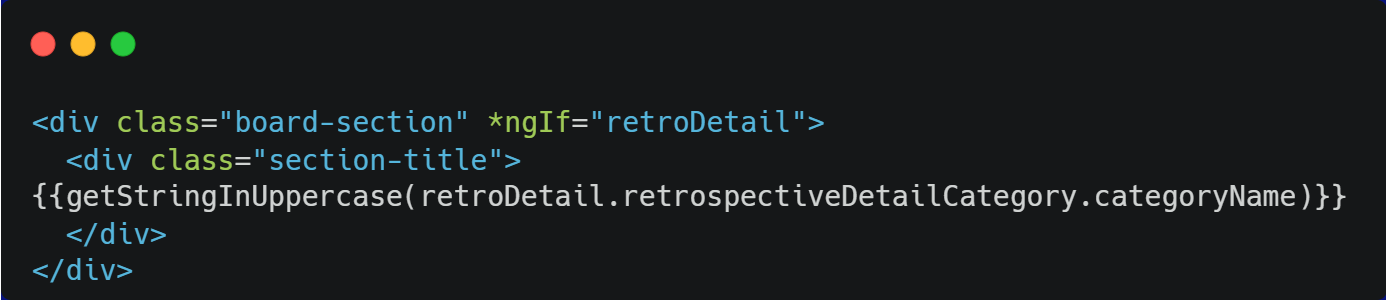 <div class="board-section" *ngIf="retroDetail">
  <div class="section-title">
{{getStringInUppercase(retroDetail.retrospectiveDetailCategory.categoryName)}}
  </div>
</div>